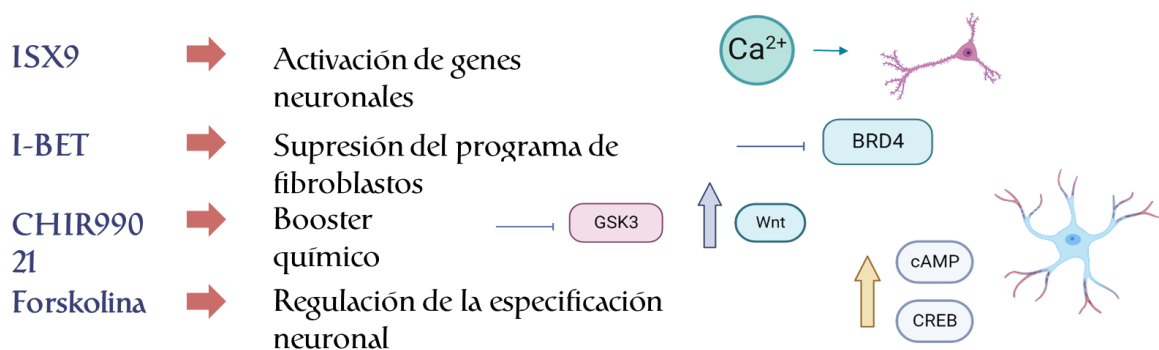 ISX9
Activación de genes
neuronales
Ca²⁺
I-BET
Supresión del programa de
fibroblastos
BRD4
CHIR990
21
Booster
químico
GSK3
Wnt
cAMP
Forskolina
Regulación de la especificación
neuronal
CREB